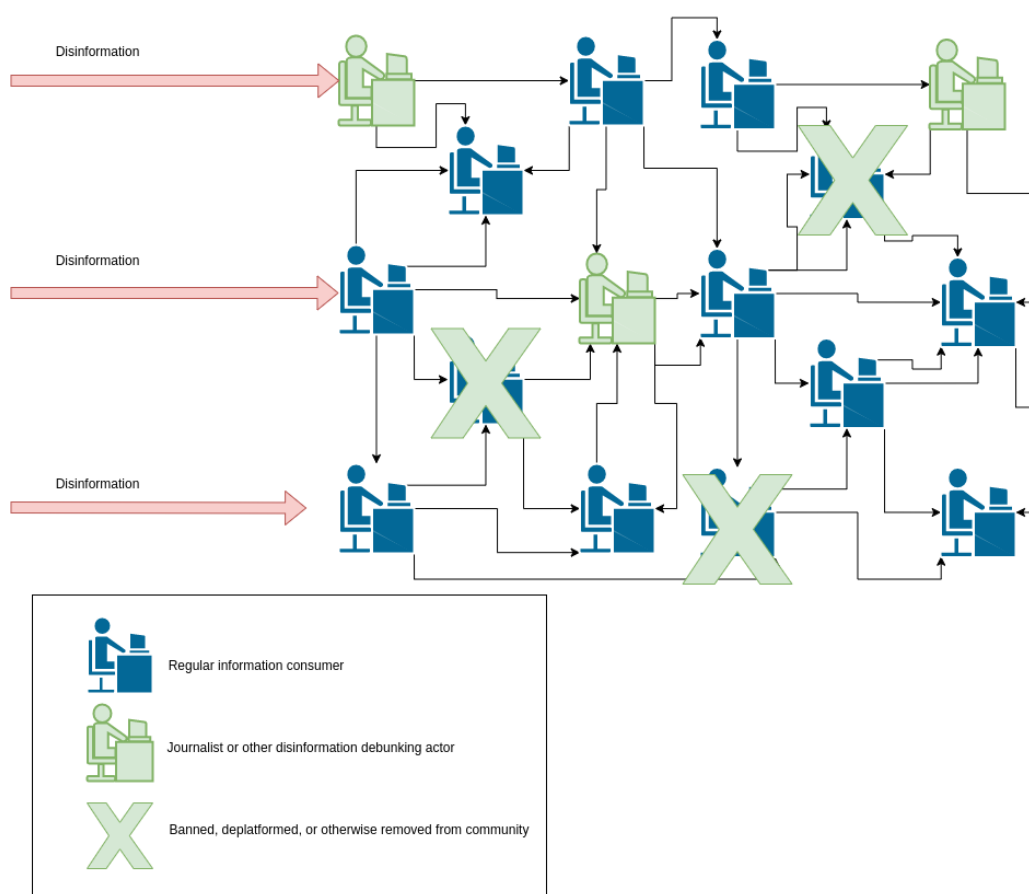 Disinformation
Disinformation
Disinformation
Regular information consumer
Journalist or other disinformation debunking actor
Banned, deplatformed, or otherwise removed from community